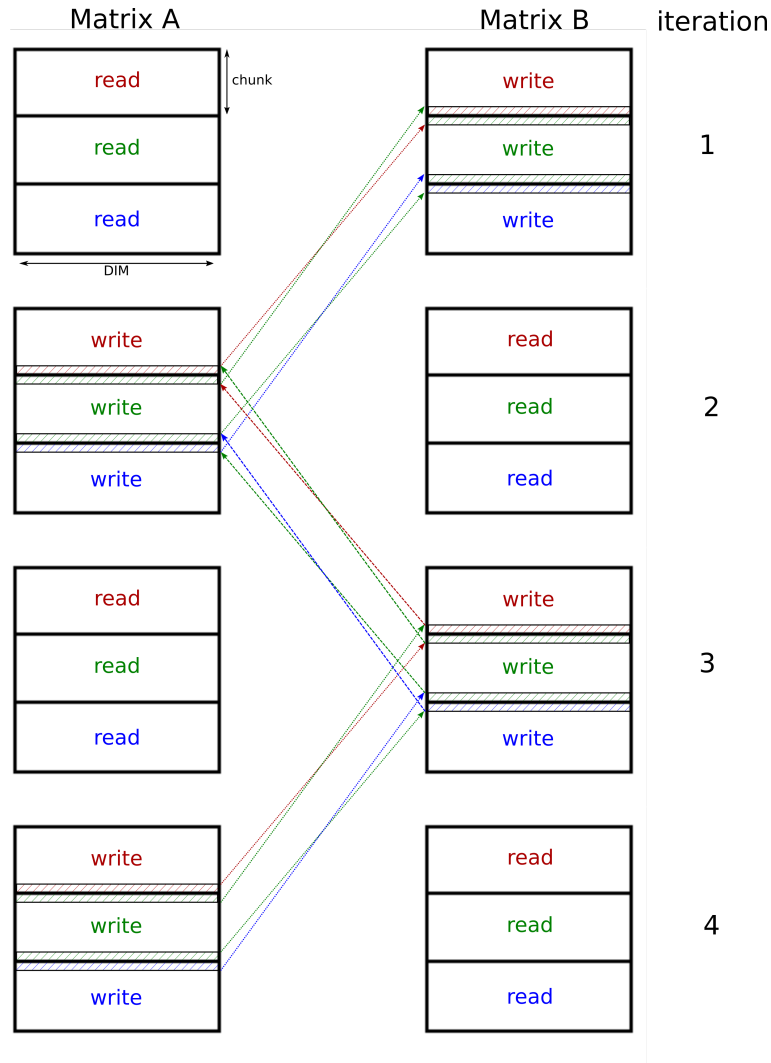 Matrix A Matrix B iteration
read write
chunk
read write 1
read write
DIM
write read
write read 2
write read
read write
read write 3
read write
write read
write read 4
write read